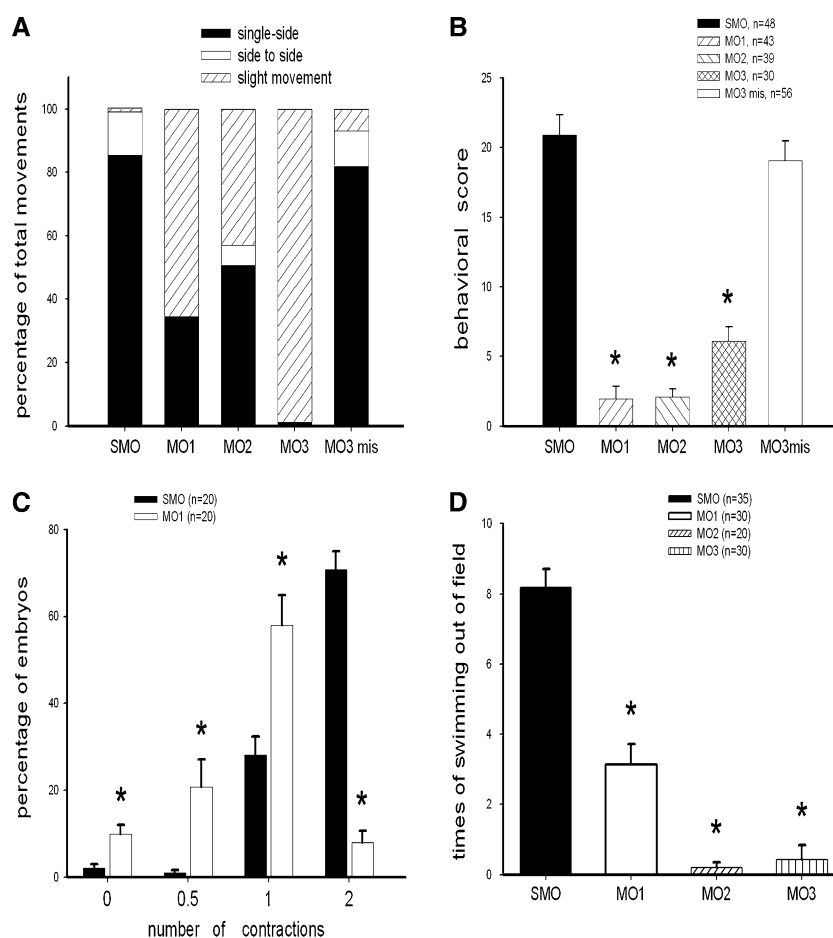 A
single-side
side to side
slight movement
percentage of total movements
100
80
60
40
20
0
SMO MO1 MO2 MO3 MO3 mis
B
SMO, n=48
MO1, n=43
MO2, n=39
MO3, n=30
MO3 mis, n=56
behavioral score
25
20
15
10
5
0
* * *
SMO MO1 MO2 MO3 MO3mis
C
SMO (n=20)
MO1 (n=20)
percentage of embryos
80
60
40
20
0
* * * *
0 0.5 1 2
number of contractions
D
SMO (n=35)
MO1 (n=30)
MO2 (n=20)
MO3 (n=30)
times of swimming out of field
10
8
6
4
2
0
* * *
SMO MO1 MO2 MO3